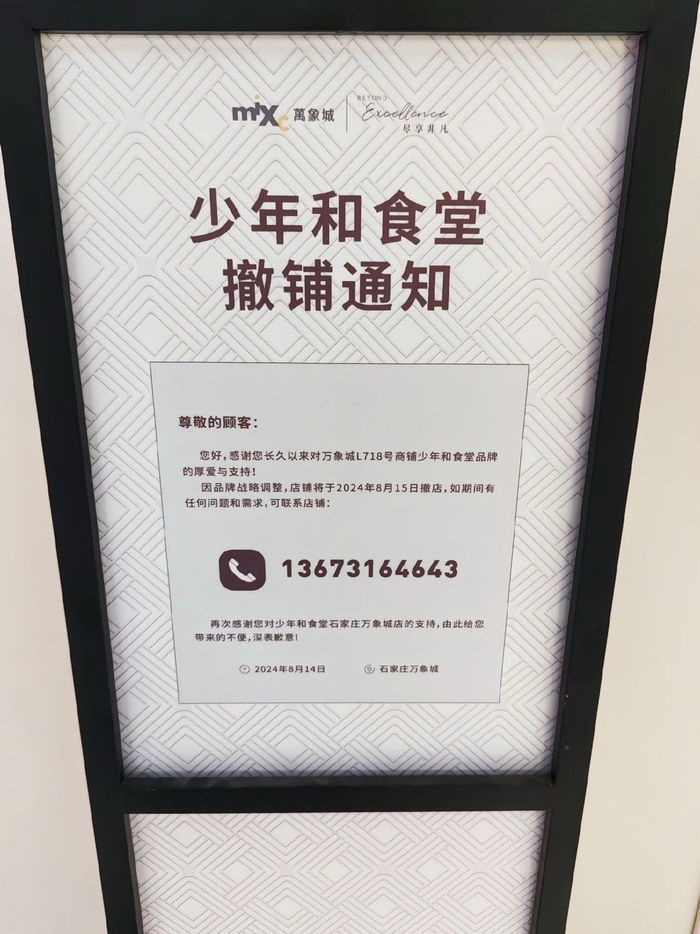 mixc 萬象城
BEYOND
Excellence
尽享非凡
少年和食堂
撤铺通知
尊敬的顾客：
您好，感谢您长久以来对万象城L718号商铺少年和食堂品牌
的厚爱与支持！
因品牌战略调整，店铺将于2024年8月15日撤店，如期间有
任何问题和需求，可联系店铺：
13673164643
再次感谢您对少年和食堂石家庄万象城店的支持，由此给您
带来的不便，深表歉意！
2024年8月14日 石家庄万象城